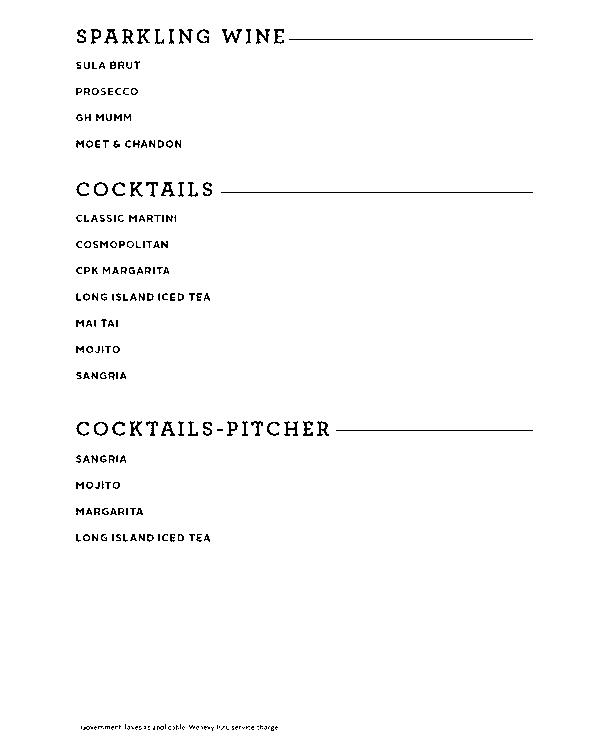 SPARKLING WINE
SULA BRUT
PROSECCO
GH MUMM
MOET & CHANDON
COCKTAILS
CLASSIC MARTINI
COSMOPOLITAN
CPK MARGARITA
LONG ISLAND ICED TEA
MAI TAI
MOJITO
SANGRIA
COCKTAILS-PITCHER
SANGRIA
MOJITO
MARGARITA
LONG ISLAND ICED TEA
Government Taxes as applicable. We levy service charge